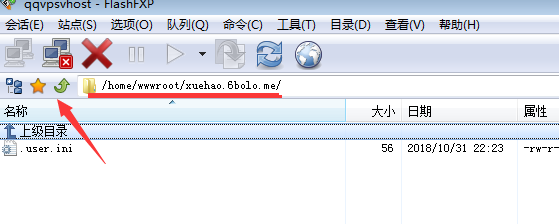 qqvpsvhost - FlashFXP
会话(E) 站点(S) 选项(O) 队列(Q) 命令(C) 工具(T) 目录(D) 查看(V) 帮助(H)
/home/wwwroot/xuehao.6bolo.me/
名称 大小 日期 属性
上级目录
.user.ini 56 2018/10/31 22:23 -rw-r-